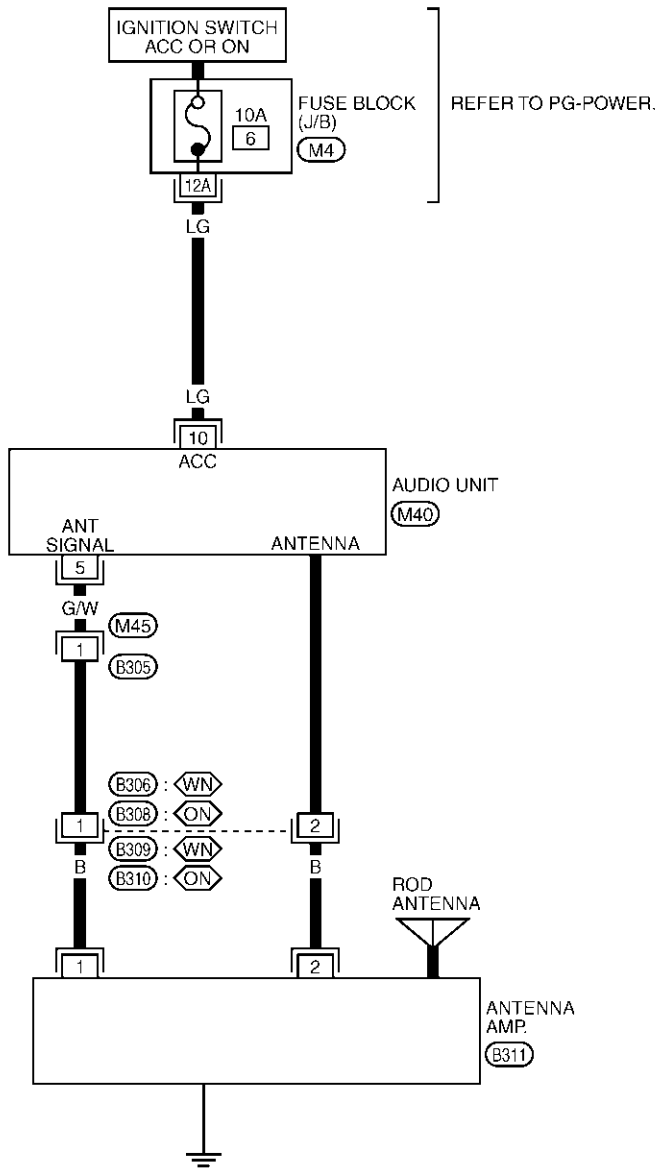 IGNITION SWITCH
ACC OR ON
10A
6
FUSE BLOCK
(J/B)
M4
REFER TO PG-POWER.
12A
LG
LG
10
ACC
AUDIO UNIT
M40
ANT
SIGNAL
ANTENNA
5
G/W
M45
1
B305
B306 : WN
B308 : ON
1
2
B309 : WN
B310 : ON
B
B
ROD
ANTENNA
1
2
ANTENNA
AMP.
B311